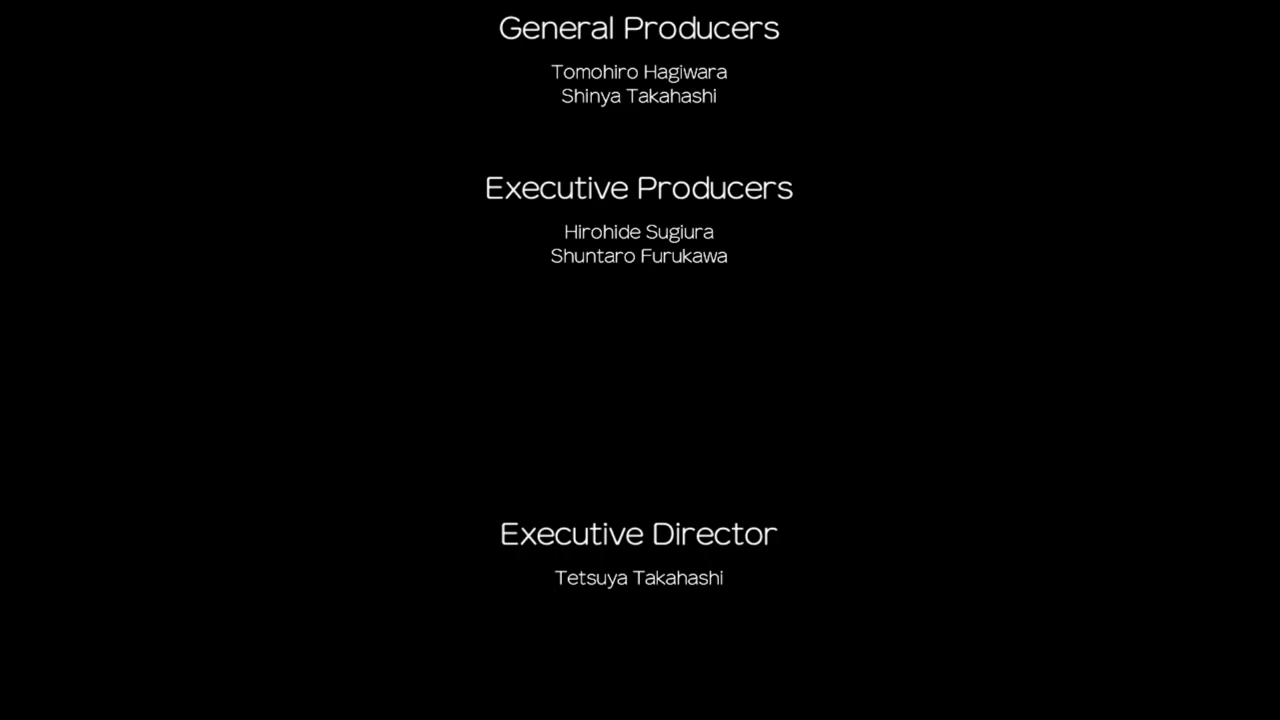 General Producers
Tomohiro Hagiwara
Shinya Takahashi
Executive Producers
Hirohide Sugiura
Shuntaro Furukawa
Executive Director
Tetsuya Takahashi